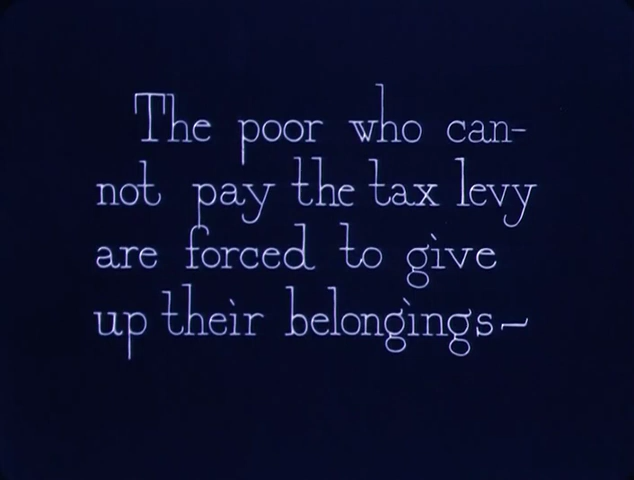 The poor who can-
not pay the tax levy
are forced to give
up their belongings—